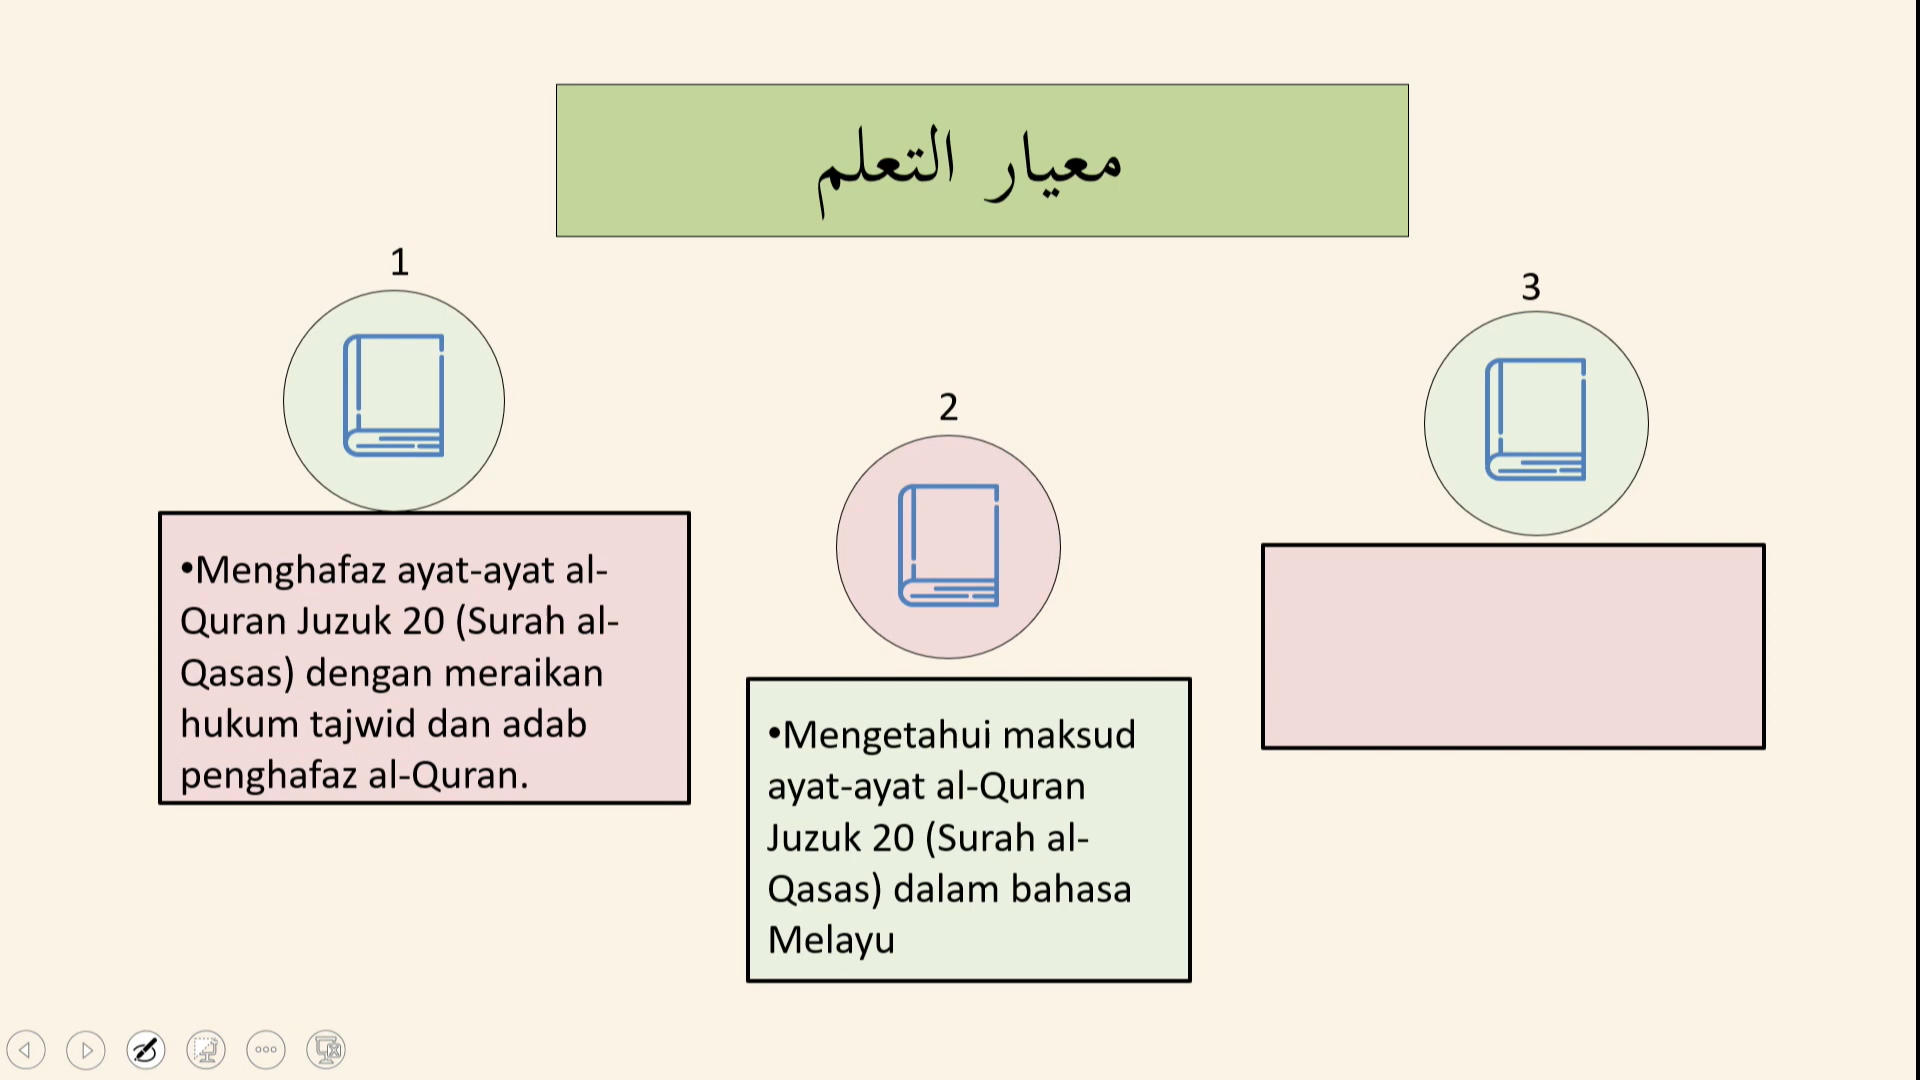 معيار التعلم
1
•Menghafaz ayat-ayat al-
Quran Juzuk 20 (Surah al-
Qasas) dengan meraikan
hukum tajwid dan adab
penghafaz al-Quran.
2
•Mengetahui maksud
ayat-ayat al-Quran
Juzuk 20 (Surah al-
Qasas) dalam bahasa
Melayu
3